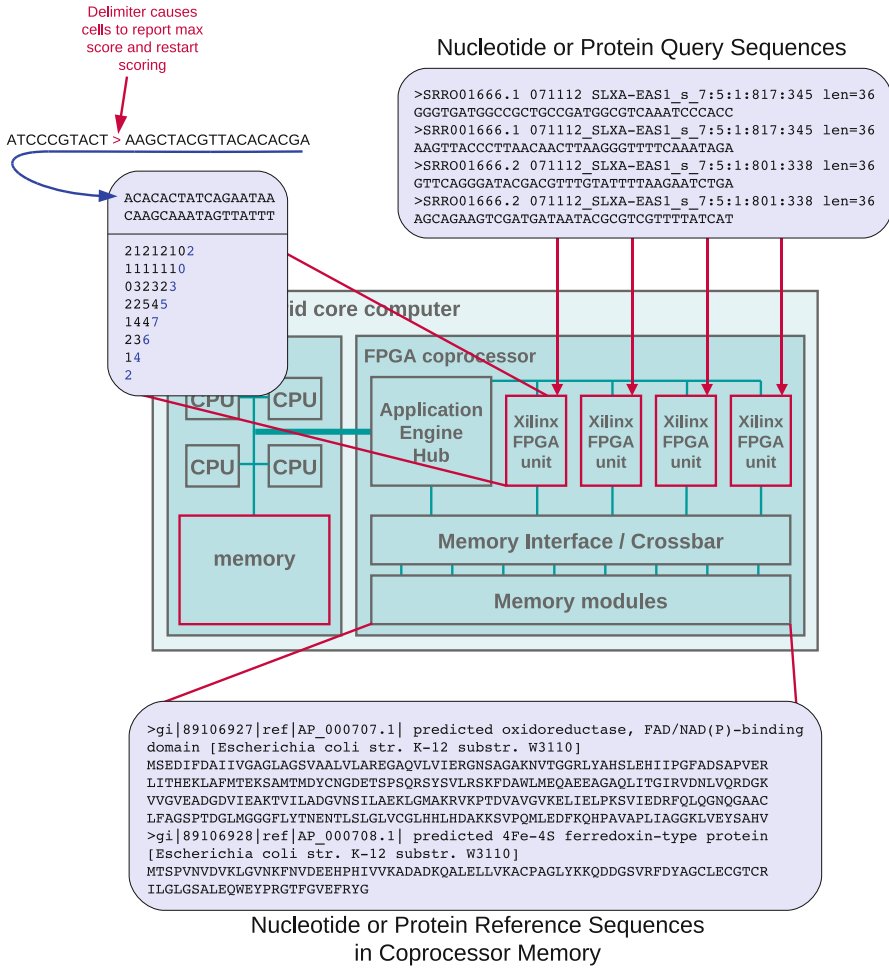 Delimiter causes
cells to report max
score and restart
scoring
ATCCCGTACT > AAGCTACGTTACACACGA
Nucleotide or Protein Query Sequences
>SRRO01666.1 071112_SLXA-EAS1_s_7:5:1:817:345 len=36
GGGTGATGGCCGCTGCCGATGGCGTCAAATCCCACC
>SRR001666.1 071112_SLXA-EAS1_s_7:5:1:817:345 len=36
AAGTTACCCTTAACAACTTAAGGGTTTTCAAATAGA
>SRRO01666.2 071112_SLXA-EAS1_s_7:5:1:801:338 len=36
GTTCAGGGATACGACGTTTGTATTTTAAGAATCTGA
>SRRO01666.2 071112_SLXA-EAS1_s_7:5:1:801:338 len=36
AGCAGAAGTCGATGATAATACGCGTCGTTTTATCAT
ACACACTATCAGAATAA
CAAGCAAATAGTTATTT
21212102
1111110
032323
22545
1447
236
14
2
id core computer
FPGA coprocessor
CPU
CPU
CPU
CPU
memory
Application
Engine
Hub
Xilinx
FPGA
unit
Xilinx
FPGA
unit
Xilinx
FPGA
unit
Xilinx
FPGA
unit
Memory Interface / Crossbar
Memory modules
>gi|89106927|ref|AP_000707.1| predicted oxidoreductase, FAD/NAD(P)-binding
domain [Escherichia coli str. K-12 substr. W3110]
MSEDIFDAIIVGAGLAGSVAALVLAREGAQVLVIERGNSAGAKNVTGGRLYAHSLEHIIPGFADSAPVER
LITHEKLAFMTEKSAMTMDYCNGDETSPSQRSYSVLRSKFDAWLMEQAEEAGAQLITGIRVDNLVQRDGK
VVGVEADGDVIEAKTVILADGVNSILAEKLGMAKRVKPTDVAVGVKELIELPKSVIEDRFQLQGNQGAAC
LFAGSPTDGLMGGGFLYTNENTLSLGLVCGLHHLHDAKKSVPQMLEDFKQHPAVAPLIAGGKLVEYSAHV
>gi|89106928|ref|AP_000708.1| predicted 4Fe-4S ferredoxin-type protein
[Escherichia coli str. K-12 substr. W3110]
MTSPVNVDVKLGVNKFNVDEEHPHIVVKADADKQALELLVKACPAGLYKKQDDGSVRFDYAGCLECGTCR
ILGLGSALEQWEYPRGTFGVEFRYG
Nucleotide or Protein Reference Sequences
in Coprocessor Memory